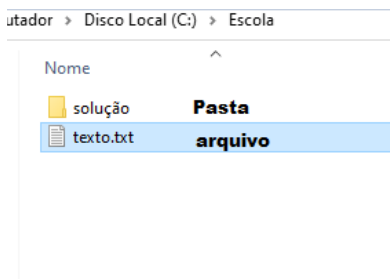 utador > Disco Local (C:) > Escola
Nome
solução Pasta
texto.txt arquivo